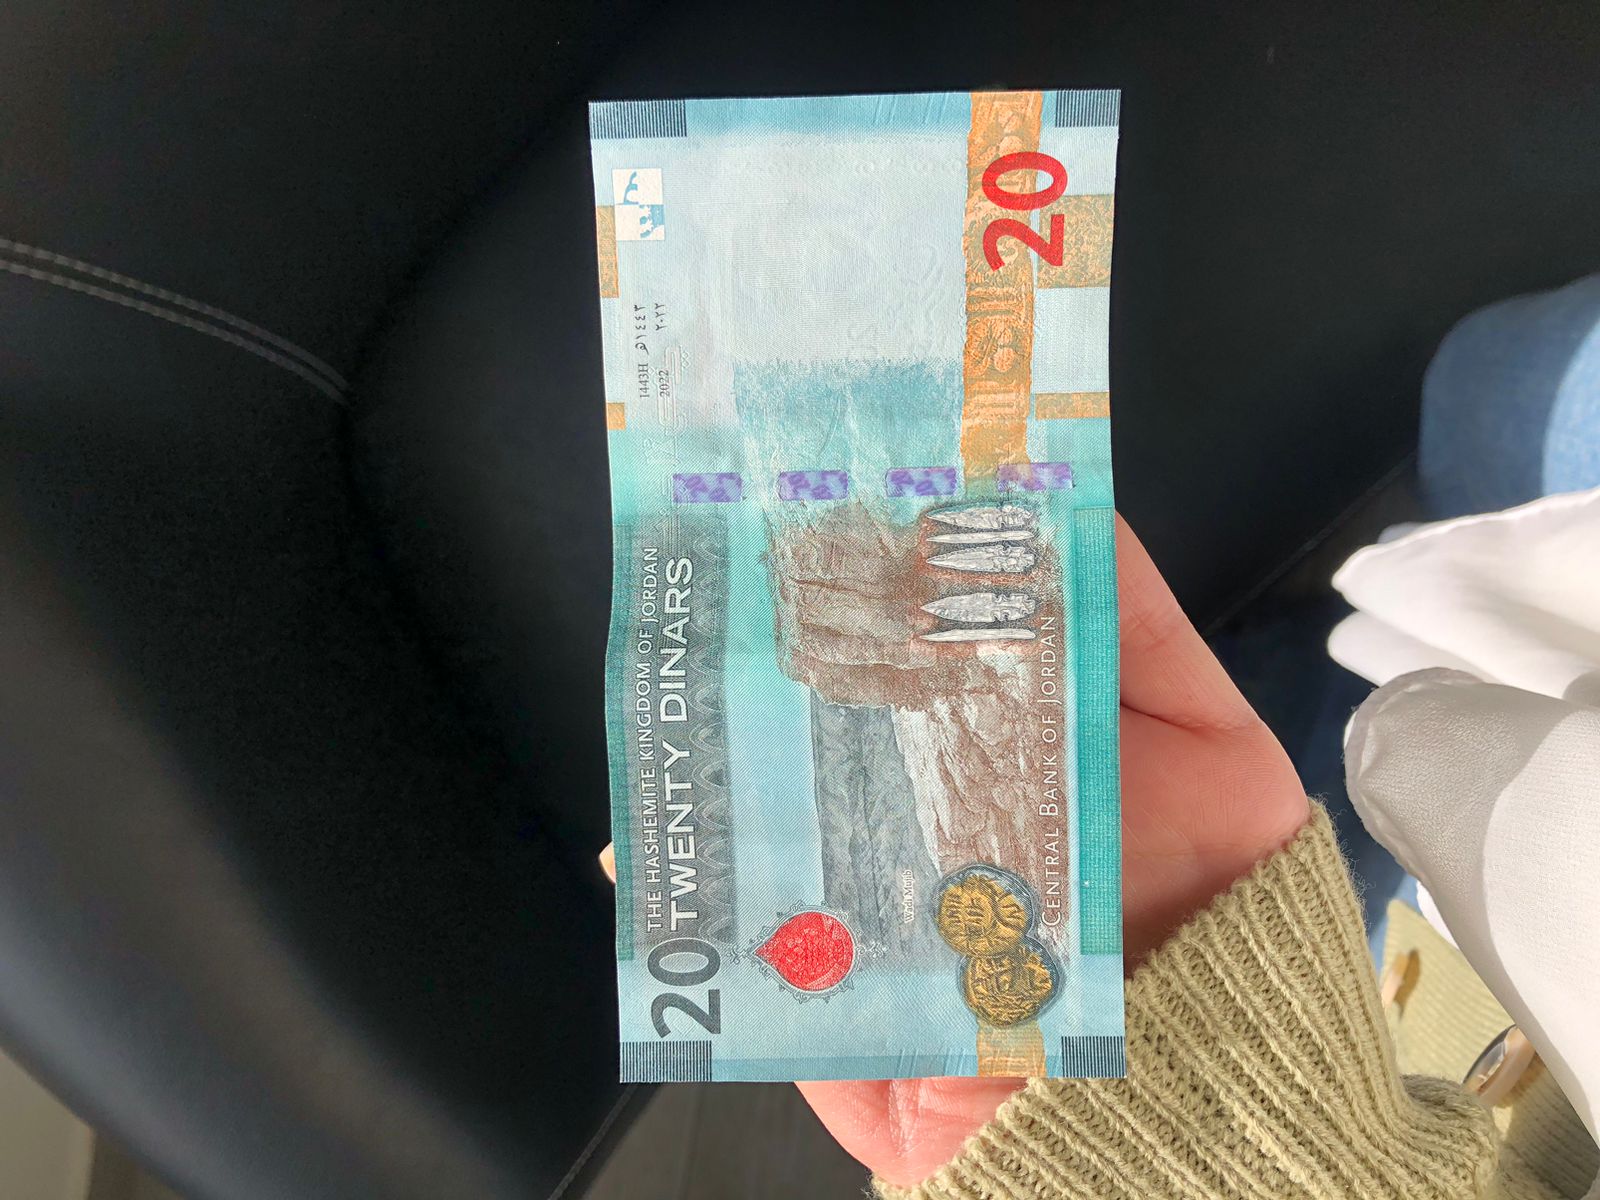 THE HASHEMITE KINGDOM OF JORDAN
20 TWENTY DINARS
1443H ١٤٤٣هـ
2022 ٢٠٢٢
Wadi Mujib
CENTRAL BANK OF JORDAN
20